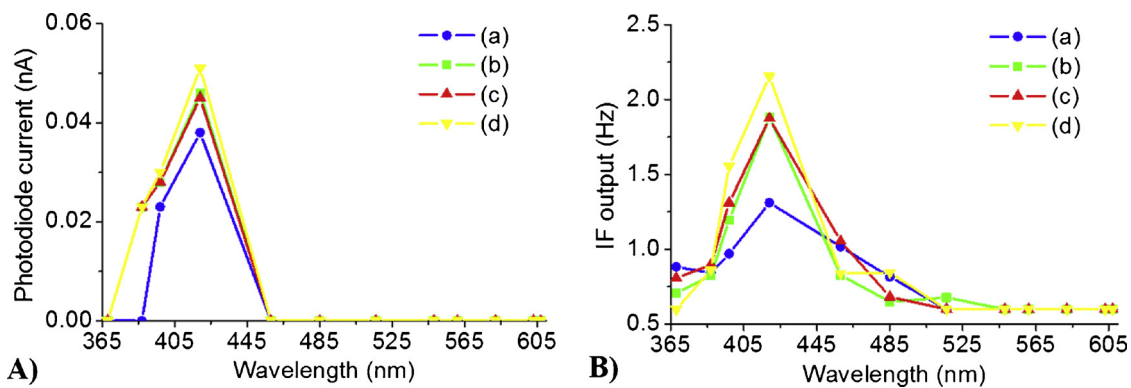 0.06
0.04
0.02
0.00
Photodiode current (nA)
(a)
(b)
(c)
(d)
365 405 445 485 525 565 605
Wavelength (nm)
A)
2.5
2.0
1.5
1.0
0.5
IF output (Hz)
(a)
(b)
(c)
(d)
365 405 445 485 525 565 605
Wavelength (nm)
B)